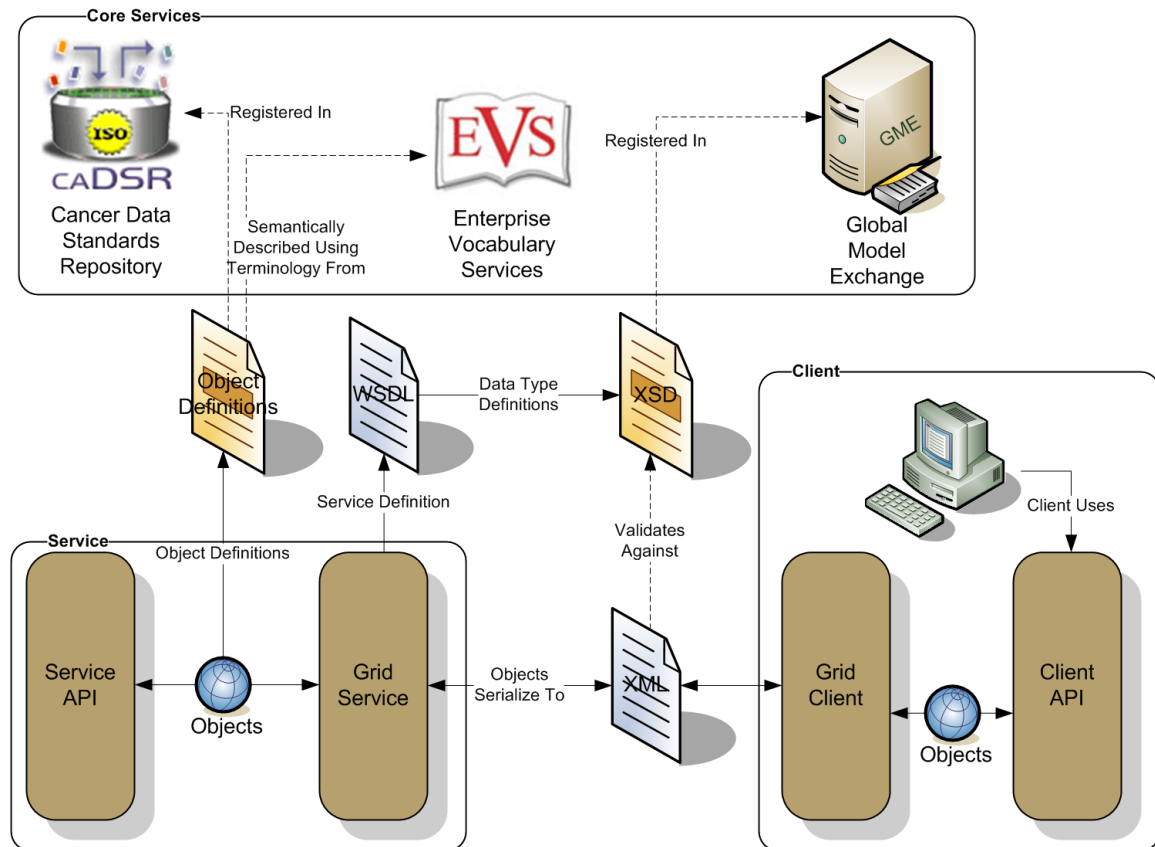 Core Services
ISO
caDSR
Cancer Data
Standards
Repository
Registered In
Semantically
Described Using
Terminology From
EVS
Enterprise
Vocabulary
Services
Registered In
GME
Global
Model
Exchange
Object
Definitions
WSDL
Data Type
Definitions
XSD
Client
Service Definition
Client Uses
Validates
Against
Service
Object Definitions
Service
API
Objects
Grid
Service
Objects
Serialize To
XML
Grid
Client
Objects
Client
API